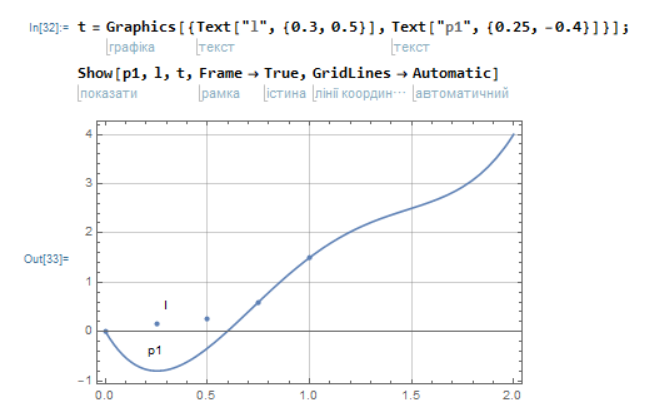 In[32]:= t = Graphics[{Text["l", {0.3, 0.5}], Text["p1", {0.25, -0.4}]}];
графіка текст текст
Show[p1, l, t, Frame → True, GridLines → Automatic]
показати рамка істина лінії координ⋯ автоматичний
4
3
2
Out[33]=
1
l
0
p1
-1
0.0 0.5 1.0 1.5 2.0